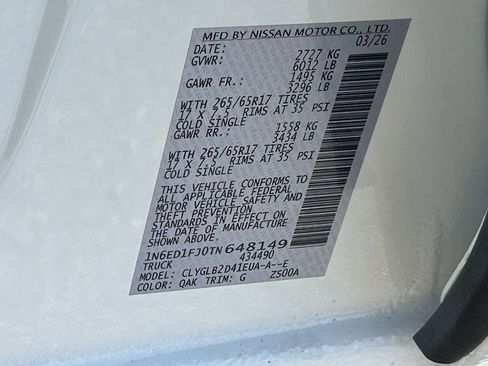 MFD BY NISSAN MOTOR CO., LTD.
DATE: 03/26
GVWR: 2727 KG
6012 LB
GAWR FR.: 1495 KG
3296 LB
WITH 265/65R17 TIRES
17 X 7.5 RIMS AT 35 PSI
COLD SINGLE
GAWR RR.: 1558 KG
3434 LB
WITH 265/65R17 TIRES
17 X 7.5 RIMS AT 35 PSI
COLD SINGLE
THIS VEHICLE CONFORMS TO
ALL APPLICABLE FEDERAL
MOTOR VEHICLE SAFETY AND
THEFT PREVENTION
STANDARDS IN EFFECT ON
THE DATE OF MANUFACTURE
SHOWN ABOVE.
1N6ED1FJ0TN648149
TRUCK 434490
MODEL: CLYGLB2D41EUA-A--E
COLOR: QAK TRIM: G ZS00A